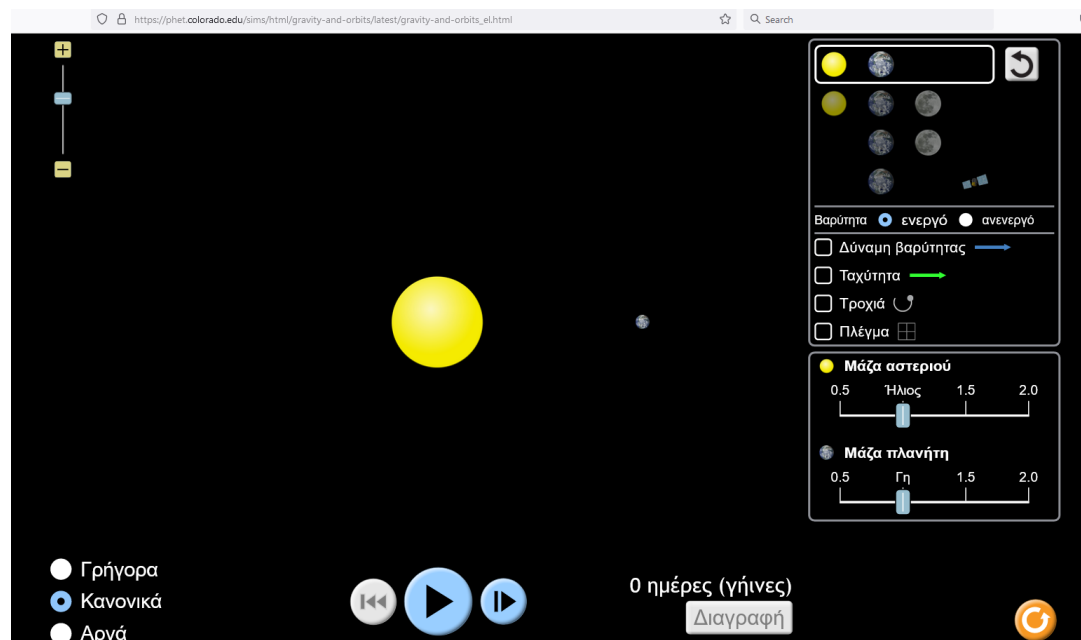 https://phet.colorado.edu/sims/html/gravity-and-orbits/latest/gravity-and-orbits_el.html
Search
Βαρύτητα ενεργό ανενεργό
Δύναμη βαρύτητας
Ταχύτητα
Τροχιά
Πλέγμα
Μάζα αστεριού
0.5 Ήλιος 1.5 2.0
Μάζα πλανήτη
0.5 Γη 1.5 2.0
Γρήγορα
Κανονικά
Αργά
0 ημέρες (γήινες)
Διαγραφή